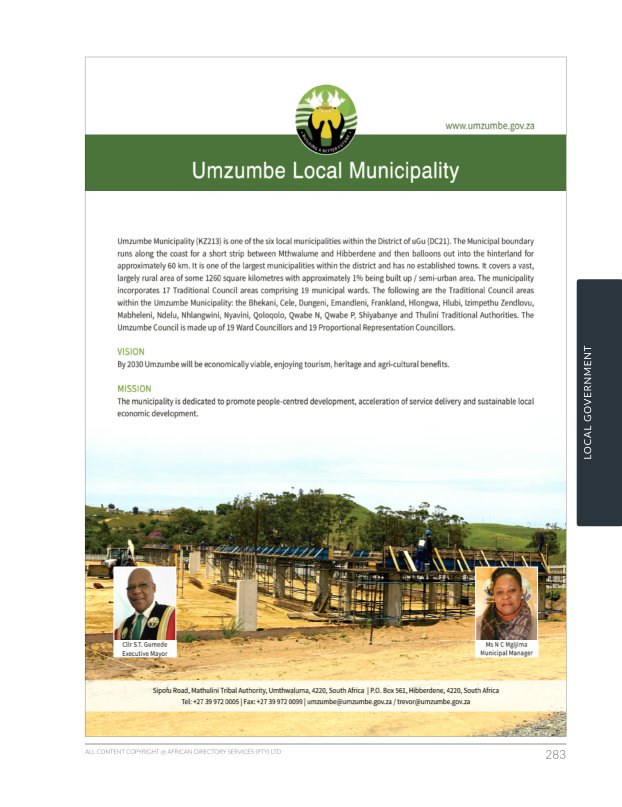 www.umzumbe.gov.za
BUILDING A BETTER FUTURE
Umzumbe Local Municipality
Umzumbe Municipality (KZ213) is one of the six local municipalities within the District of uGu (DC21). The Municipal boundary
runs along the coast for a short strip between Mthwalume and Hibberdene and then balloons out into the hinterland for
approximately 60 km. It is one of the largest municipalities within the district and has no established towns. It covers a vast,
largely rural area of some 1260 square kilometres with approximately 1% being built up / semi-urban area. The municipality
incorporates 17 Traditional Council areas comprising 19 municipal wards. The following are the Traditional Council areas
within the Umzumbe Municipality: the Bhekani, Cele, Dungeni, Emandleni, Frankland, Hlongwa, Hlubi, Izimpethu Zendlovu,
Mabheleni, Ndelu, Nhlangwini, Nyavini, Qoloqolo, Qwabe N, Qwabe P, Shiyabanye and Thulini Traditional Authorities. The
Umzumbe Council is made up of 19 Ward Councillors and 19 Proportional Representation Councillors.
VISION
By 2030 Umzumbe will be economically viable, enjoying tourism, heritage and agri-cultural benefits.
MISSION
The municipality is dedicated to promote people-centred development, acceleration of service delivery and sustainable local
economic development.
LOCAL GOVERNMENT
Cllr S.T. Gumede
Executive Mayor
Ms N C Mgijima
Municipal Manager
Sipofu Road, Mathulini Tribal Authority, Umthwaluma, 4220, South Africa | P.O. Box 561, Hibberdene, 4220, South Africa
Tel: +27 39 972 0005 | Fax: +27 39 972 0099 | umzumbe@umzumbe.gov.za / trevor@umzumbe.gov.za
ALL CONTENT COPYRIGHT @ AFRICAN DIRECTORY SERVICES (PTY) LTD
283